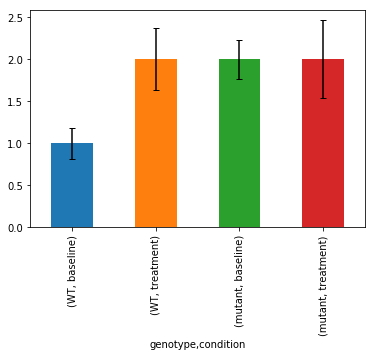 2.5
2.0
1.5
1.0
0.5
0.0
(WT, baseline)
(WT, treatment)
(mutant, baseline)
(mutant, treatment)
genotype,condition